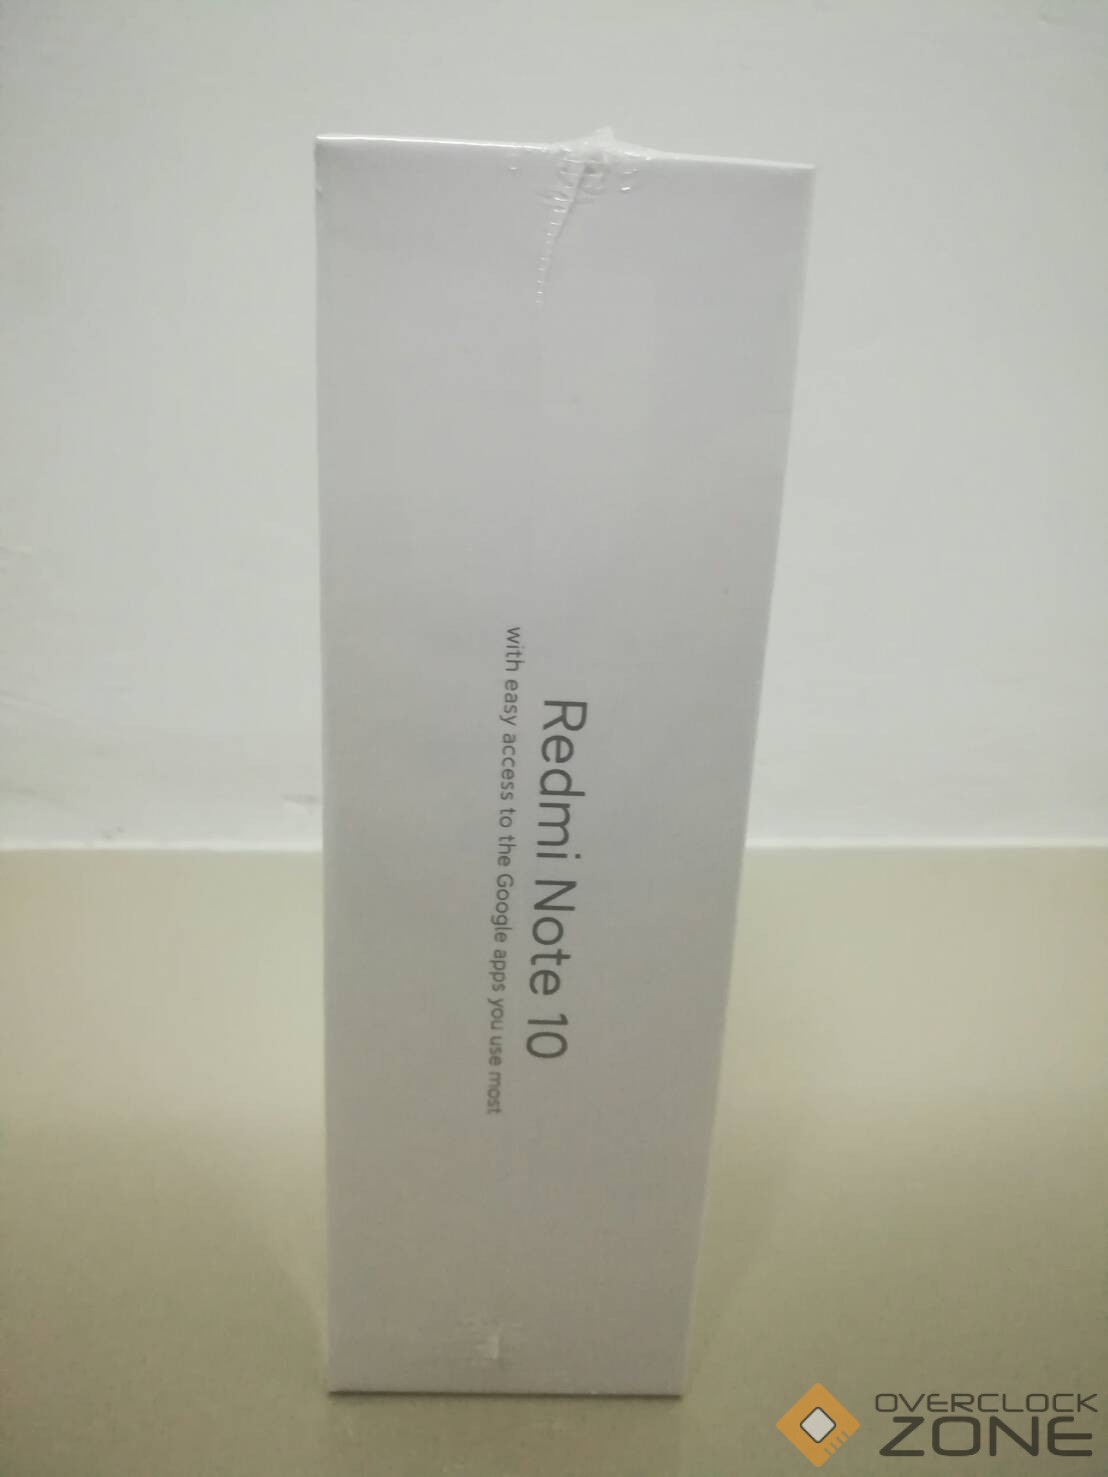 Redmi Note 10
with easy access to the Google apps you use most
OVERCLOCK
ZONE